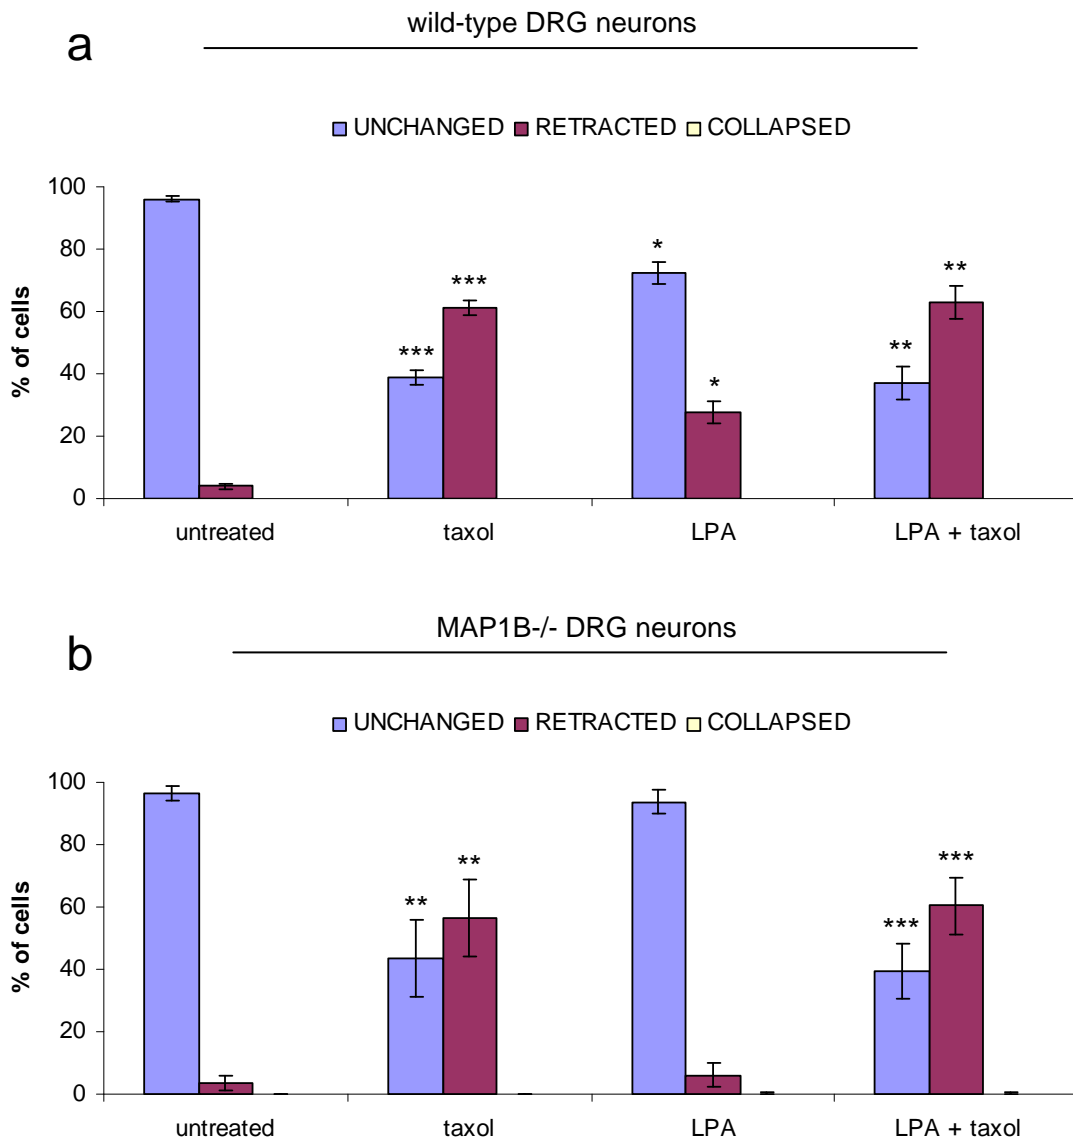 a
wild-type DRG neurons
UNCHANGED RETRACTED COLLAPSED
% of cells
100
80
60
40
20
0
*** ***
* *
** **
untreated taxol LPA LPA + taxol
b
MAP1B-/- DRG neurons
UNCHANGED RETRACTED COLLAPSED
% of cells
100
80
60
40
20
0
** **
*** ***
untreated taxol LPA LPA + taxol